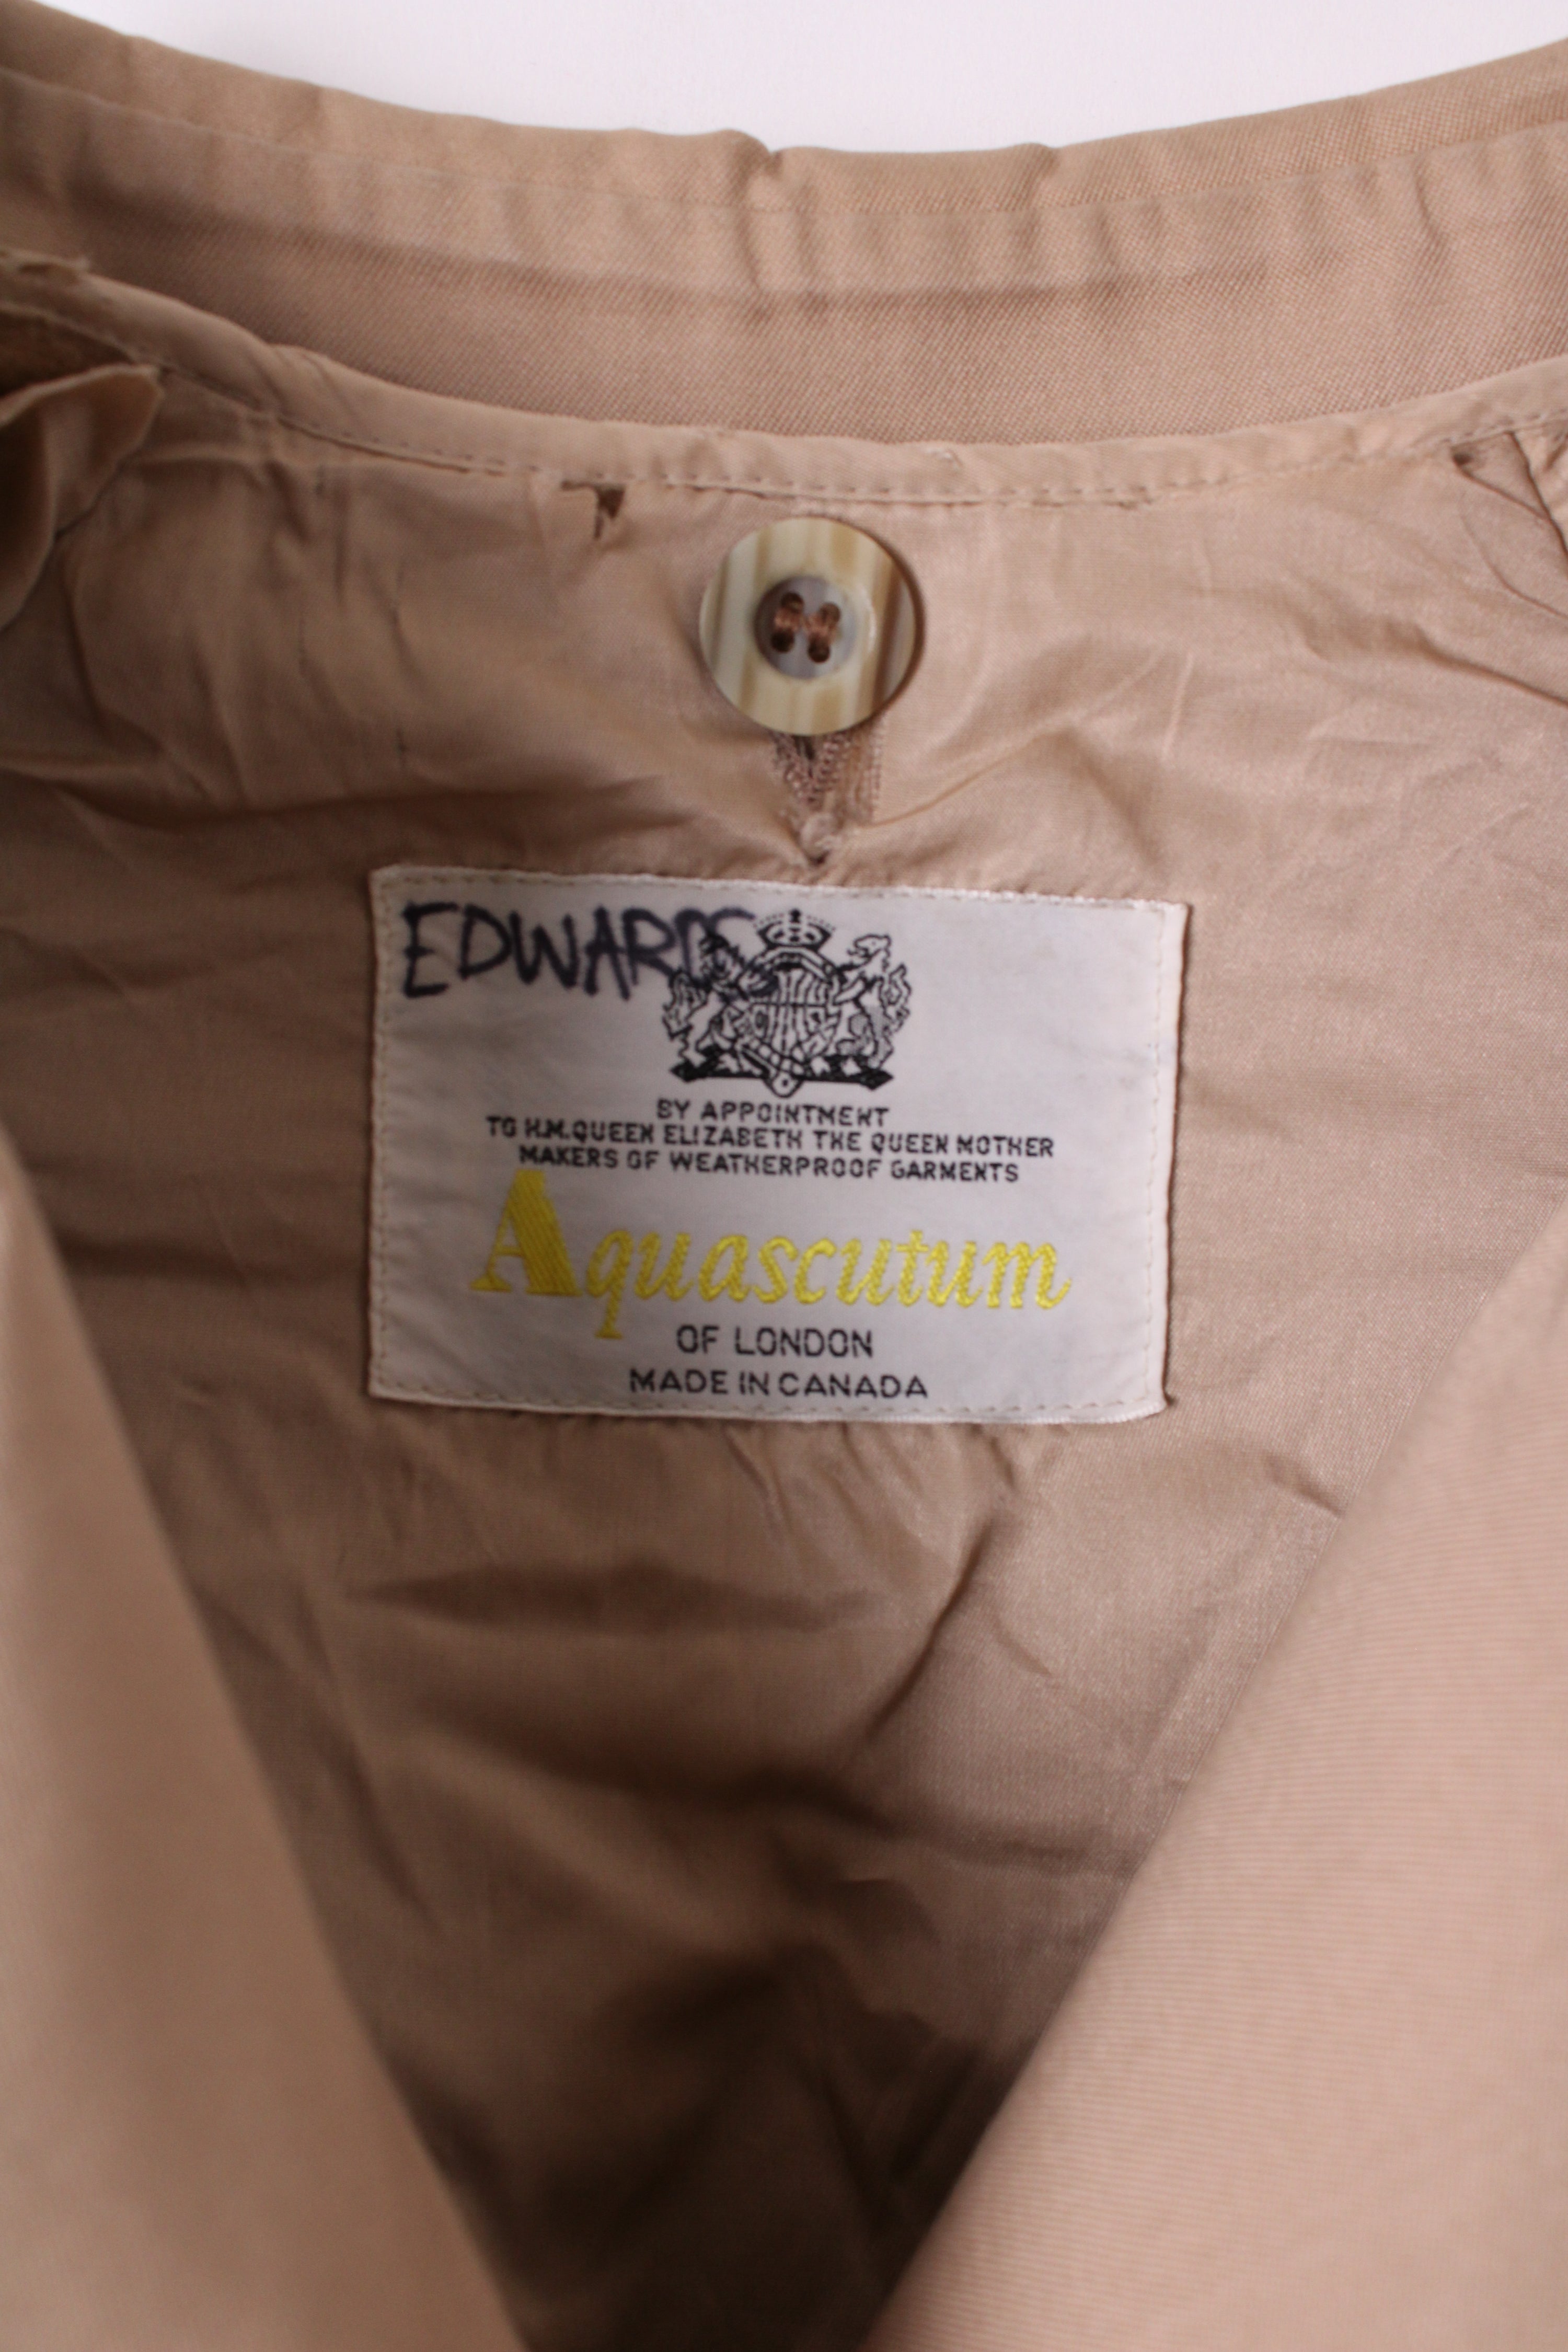 EDWARDS
BY APPOINTMENT
TO H.M.QUEEN ELIZABETH THE QUEEN MOTHER
MAKERS OF WEATHERPROOF GARMENTS
Aquascutum
OF LONDON
MADE IN CANADA